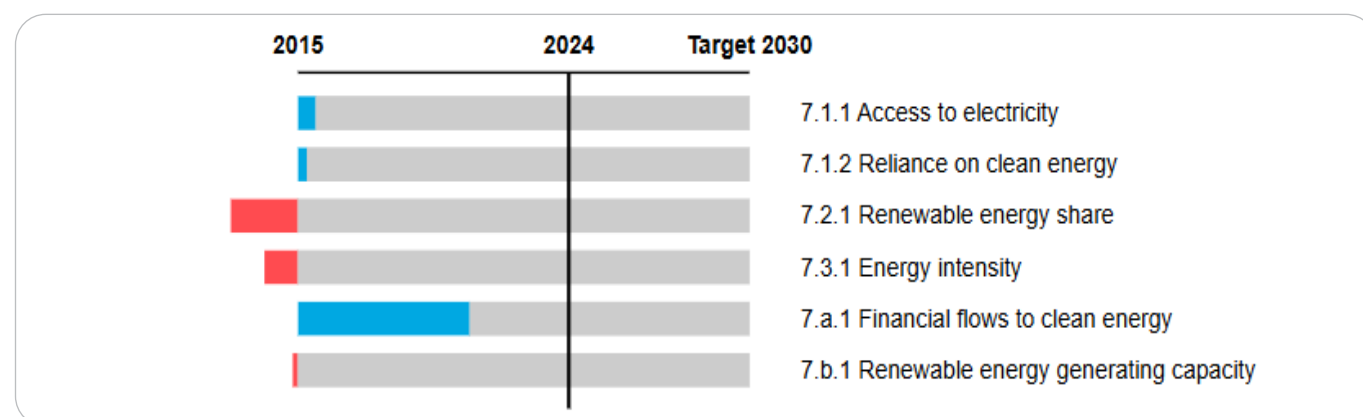 2015 2024 Target 2030
7.1.1 Access to electricity
7.1.2 Reliance on clean energy
7.2.1 Renewable energy share
7.3.1 Energy intensity
7.a.1 Financial flows to clean energy
7.b.1 Renewable energy generating capacity